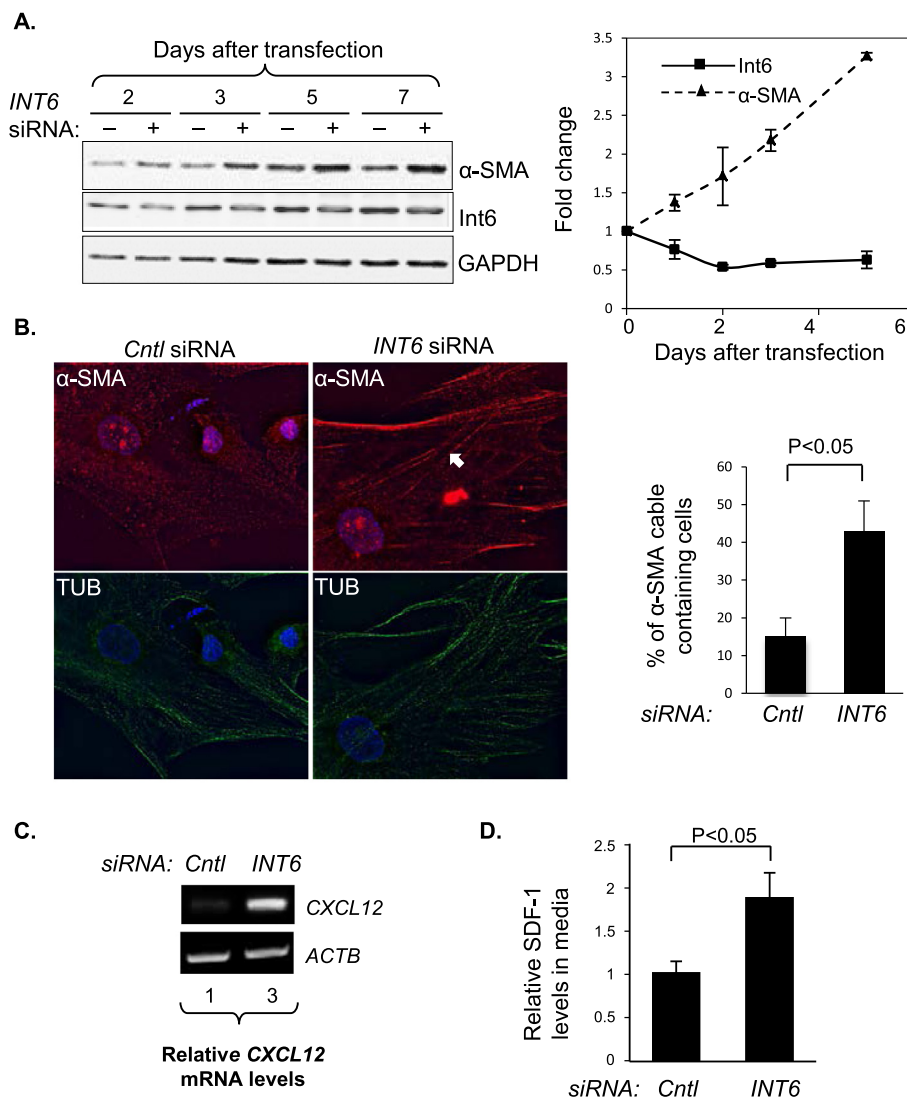 A.
Days after transfection
INT6 2 3 5 7
siRNA: – + – + – + – +
α-SMA
Int6
GAPDH
3.5
3
2.5
2
1.5
1
0.5
0
Fold change
Int6
α-SMA
0 2 4 6
Days after transfection
B.
Cntl siRNA INT6 siRNA
α-SMA α-SMA
TUB TUB
P<0.05
60
50
40
30
20
10
0
% of α-SMA cable
containing cells
siRNA: Cntl INT6
C.
siRNA: Cntl INT6
CXCL12
ACTB
1 3
Relative CXCL12
mRNA levels
D.
P<0.05
2.5
2
1.5
1
0.5
0
Relative SDF-1
levels in media
siRNA: Cntl INT6